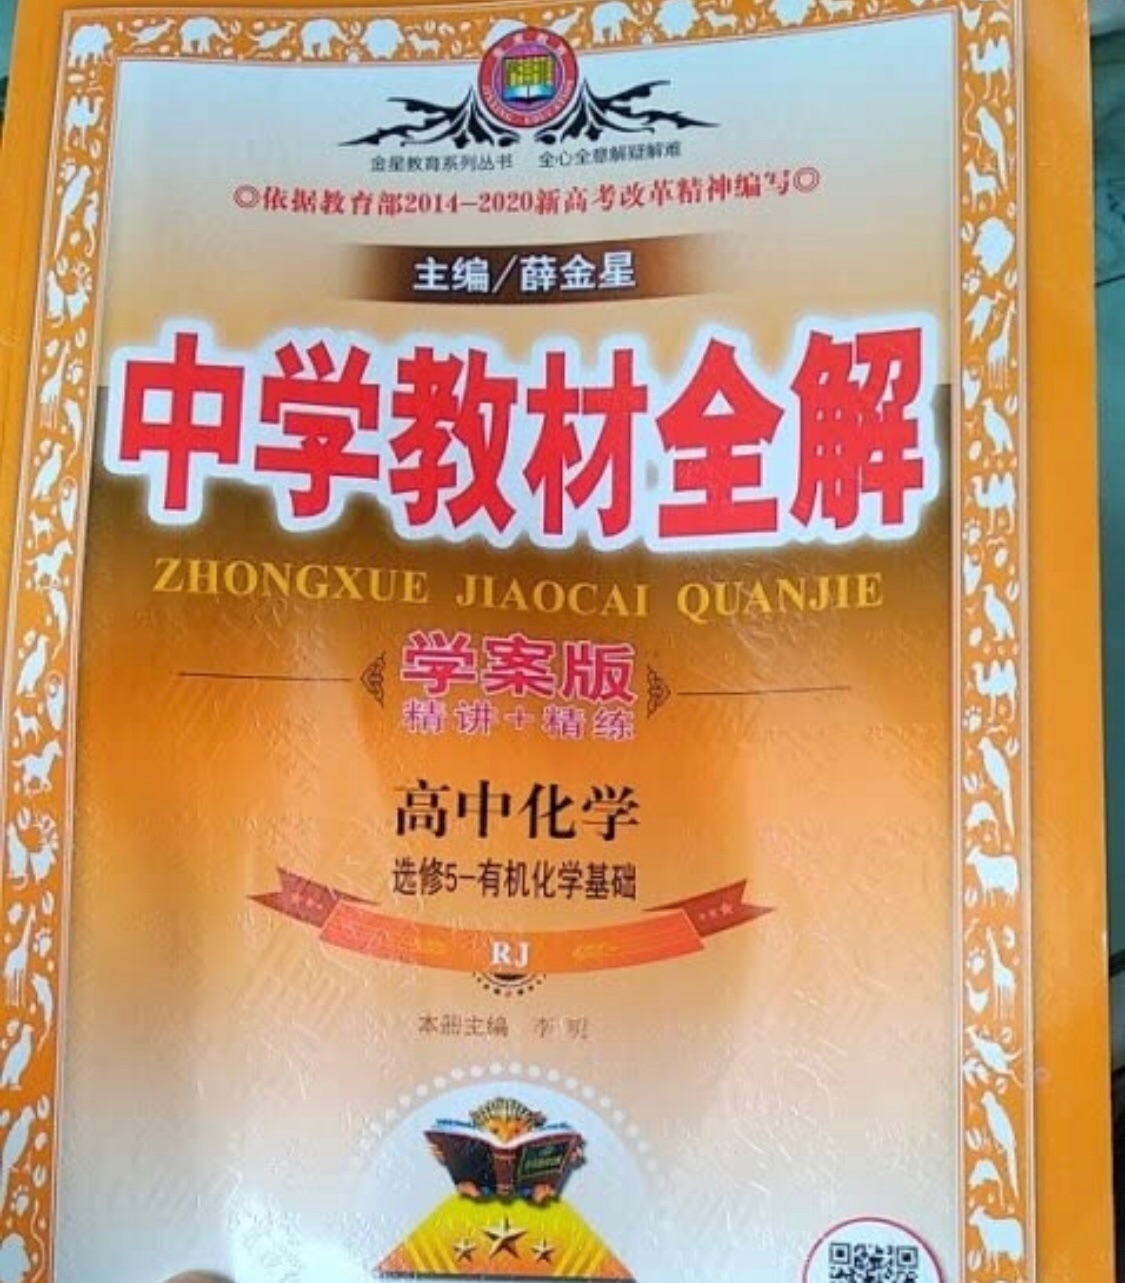 金星教育系列丛书 全心全意解疑解难
◎依据教育部2014-2020新高考改革精神编写◎
主编/薛金星
中学教材全解
ZHONGXUE JIAOCAI QUANJIE
学案版
精讲+精练
高中化学
选修5-有机化学基础
RJ
本册主编 李明